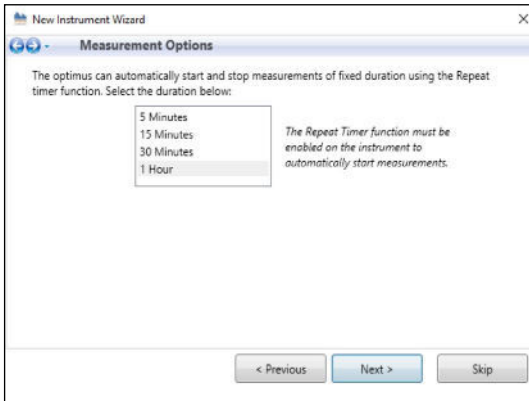 New Instrument Wizard
Measurement Options
The optimus can automatically start and stop measurements of fixed duration using the Repeat
timer function. Select the duration below:
5 Minutes
15 Minutes
30 Minutes
1 Hour
The Repeat Timer function must be
enabled on the instrument to
automatically start measurements.
< Previous
Next >
Skip